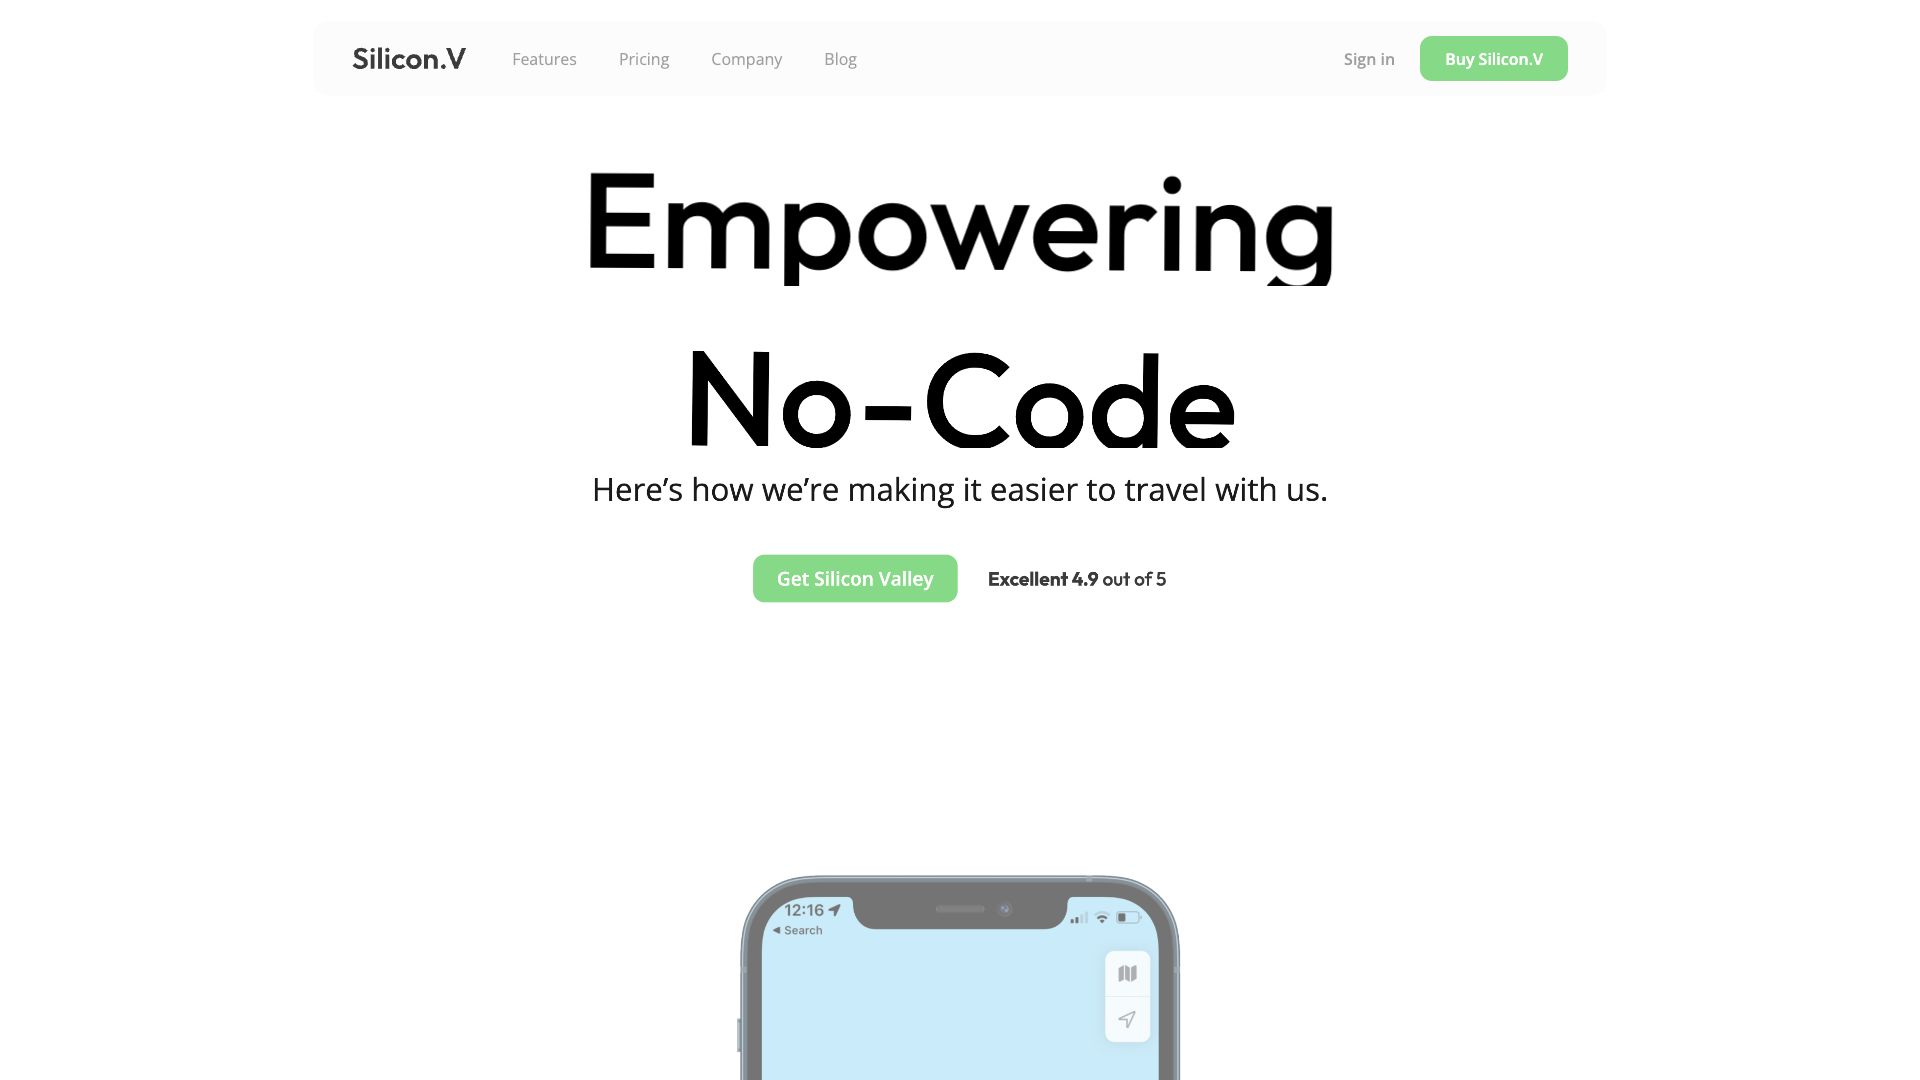 Silicon.V
Features
Pricing
Company
Blog
Sign in
Buy Silicon.V
Empowering
No-Code
Here’s how we’re making it easier to travel with us.
Get Silicon Valley
Excellent 4.9 out of 5
12:16
Search